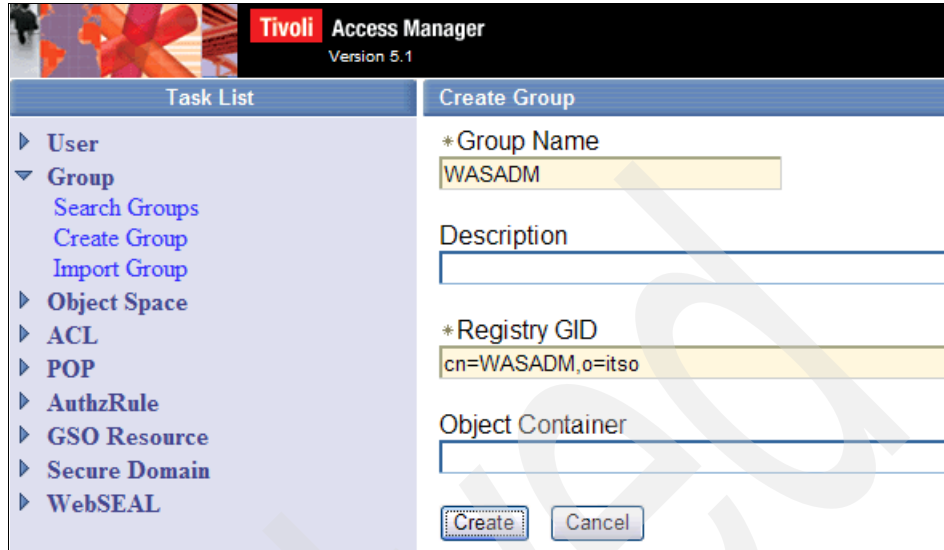 Tivoli Access Manager
Version 5.1
Task List
User
Group
Search Groups
Create Group
Import Group
Object Space
ACL
POP
AuthzRule
GSO Resource
Secure Domain
WebSEAL
Create Group
*Group Name
WASADM
Description
*Registry GID
cn=WASADM,o=itso
Object Container
Create Cancel